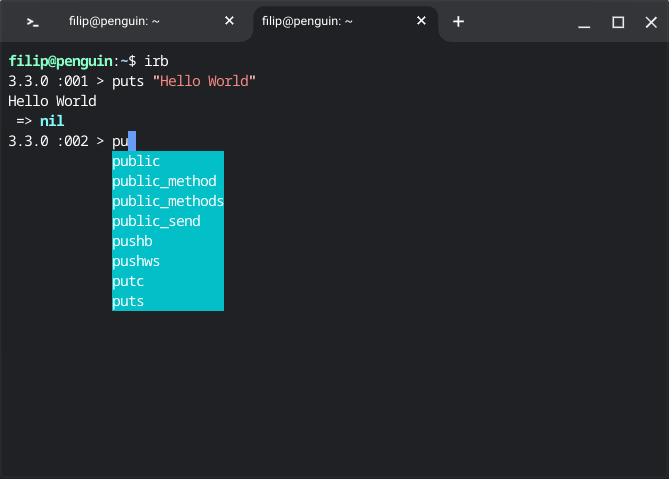 filip@penguin: ~ filip@penguin: ~
filip@penguin:~$ irb
3.3.0 :001 > puts "Hello World"
Hello World
 => nil
3.3.0 :002 > pu
public
public_method
public_methods
public_send
pushb
pushws
putc
puts